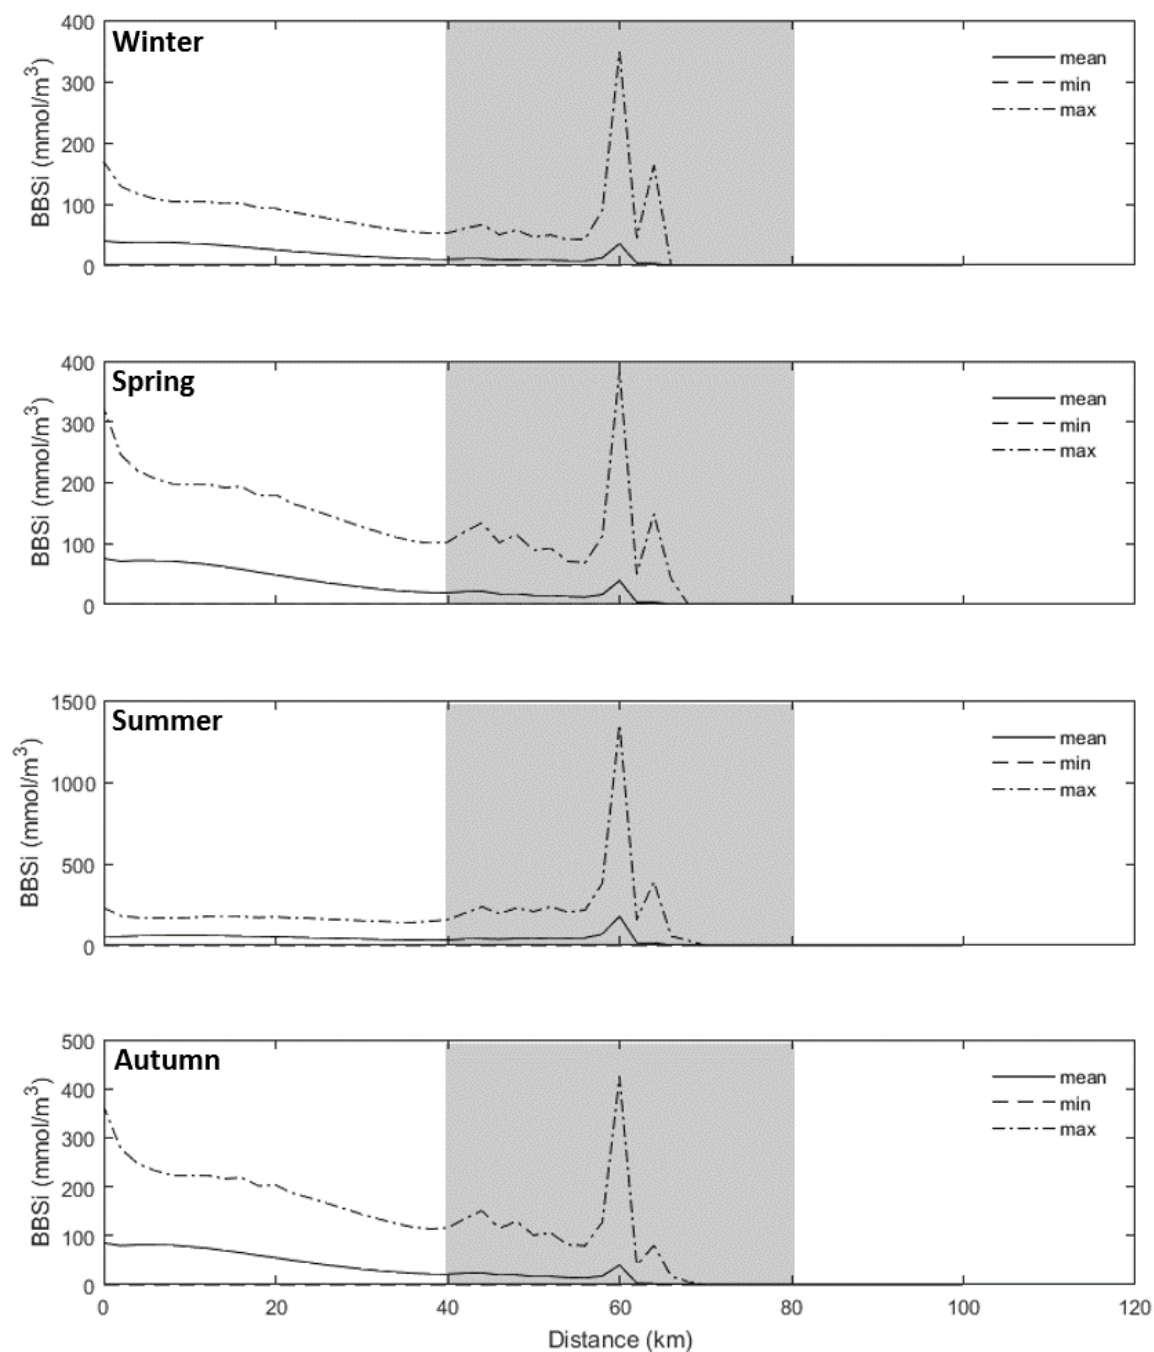 Winter
BBSi (mmol/m³)
400
300
200
100
0
mean
min
max
Spring
BBSi (mmol/m³)
400
300
200
100
0
mean
min
max
Summer
BBSi (mmol/m³)
1500
1000
500
0
mean
min
max
Autumn
BBSi (mmol/m³)
500
400
300
200
100
0
mean
min
max
0 20 40 60 80 100 120
Distance (km)